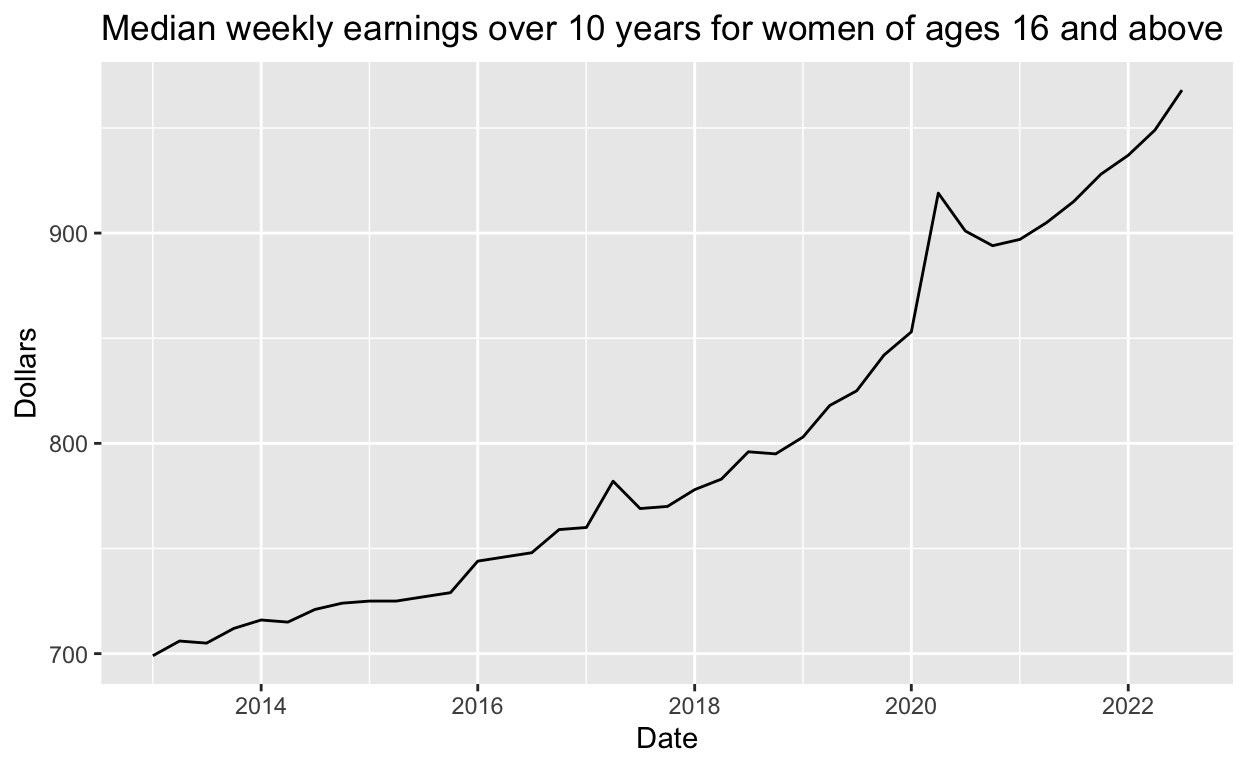 Median weekly earnings over 10 years for women of ages 16 and above
900
800
700
Dollars
2014 2016 2018 2020 2022
Date